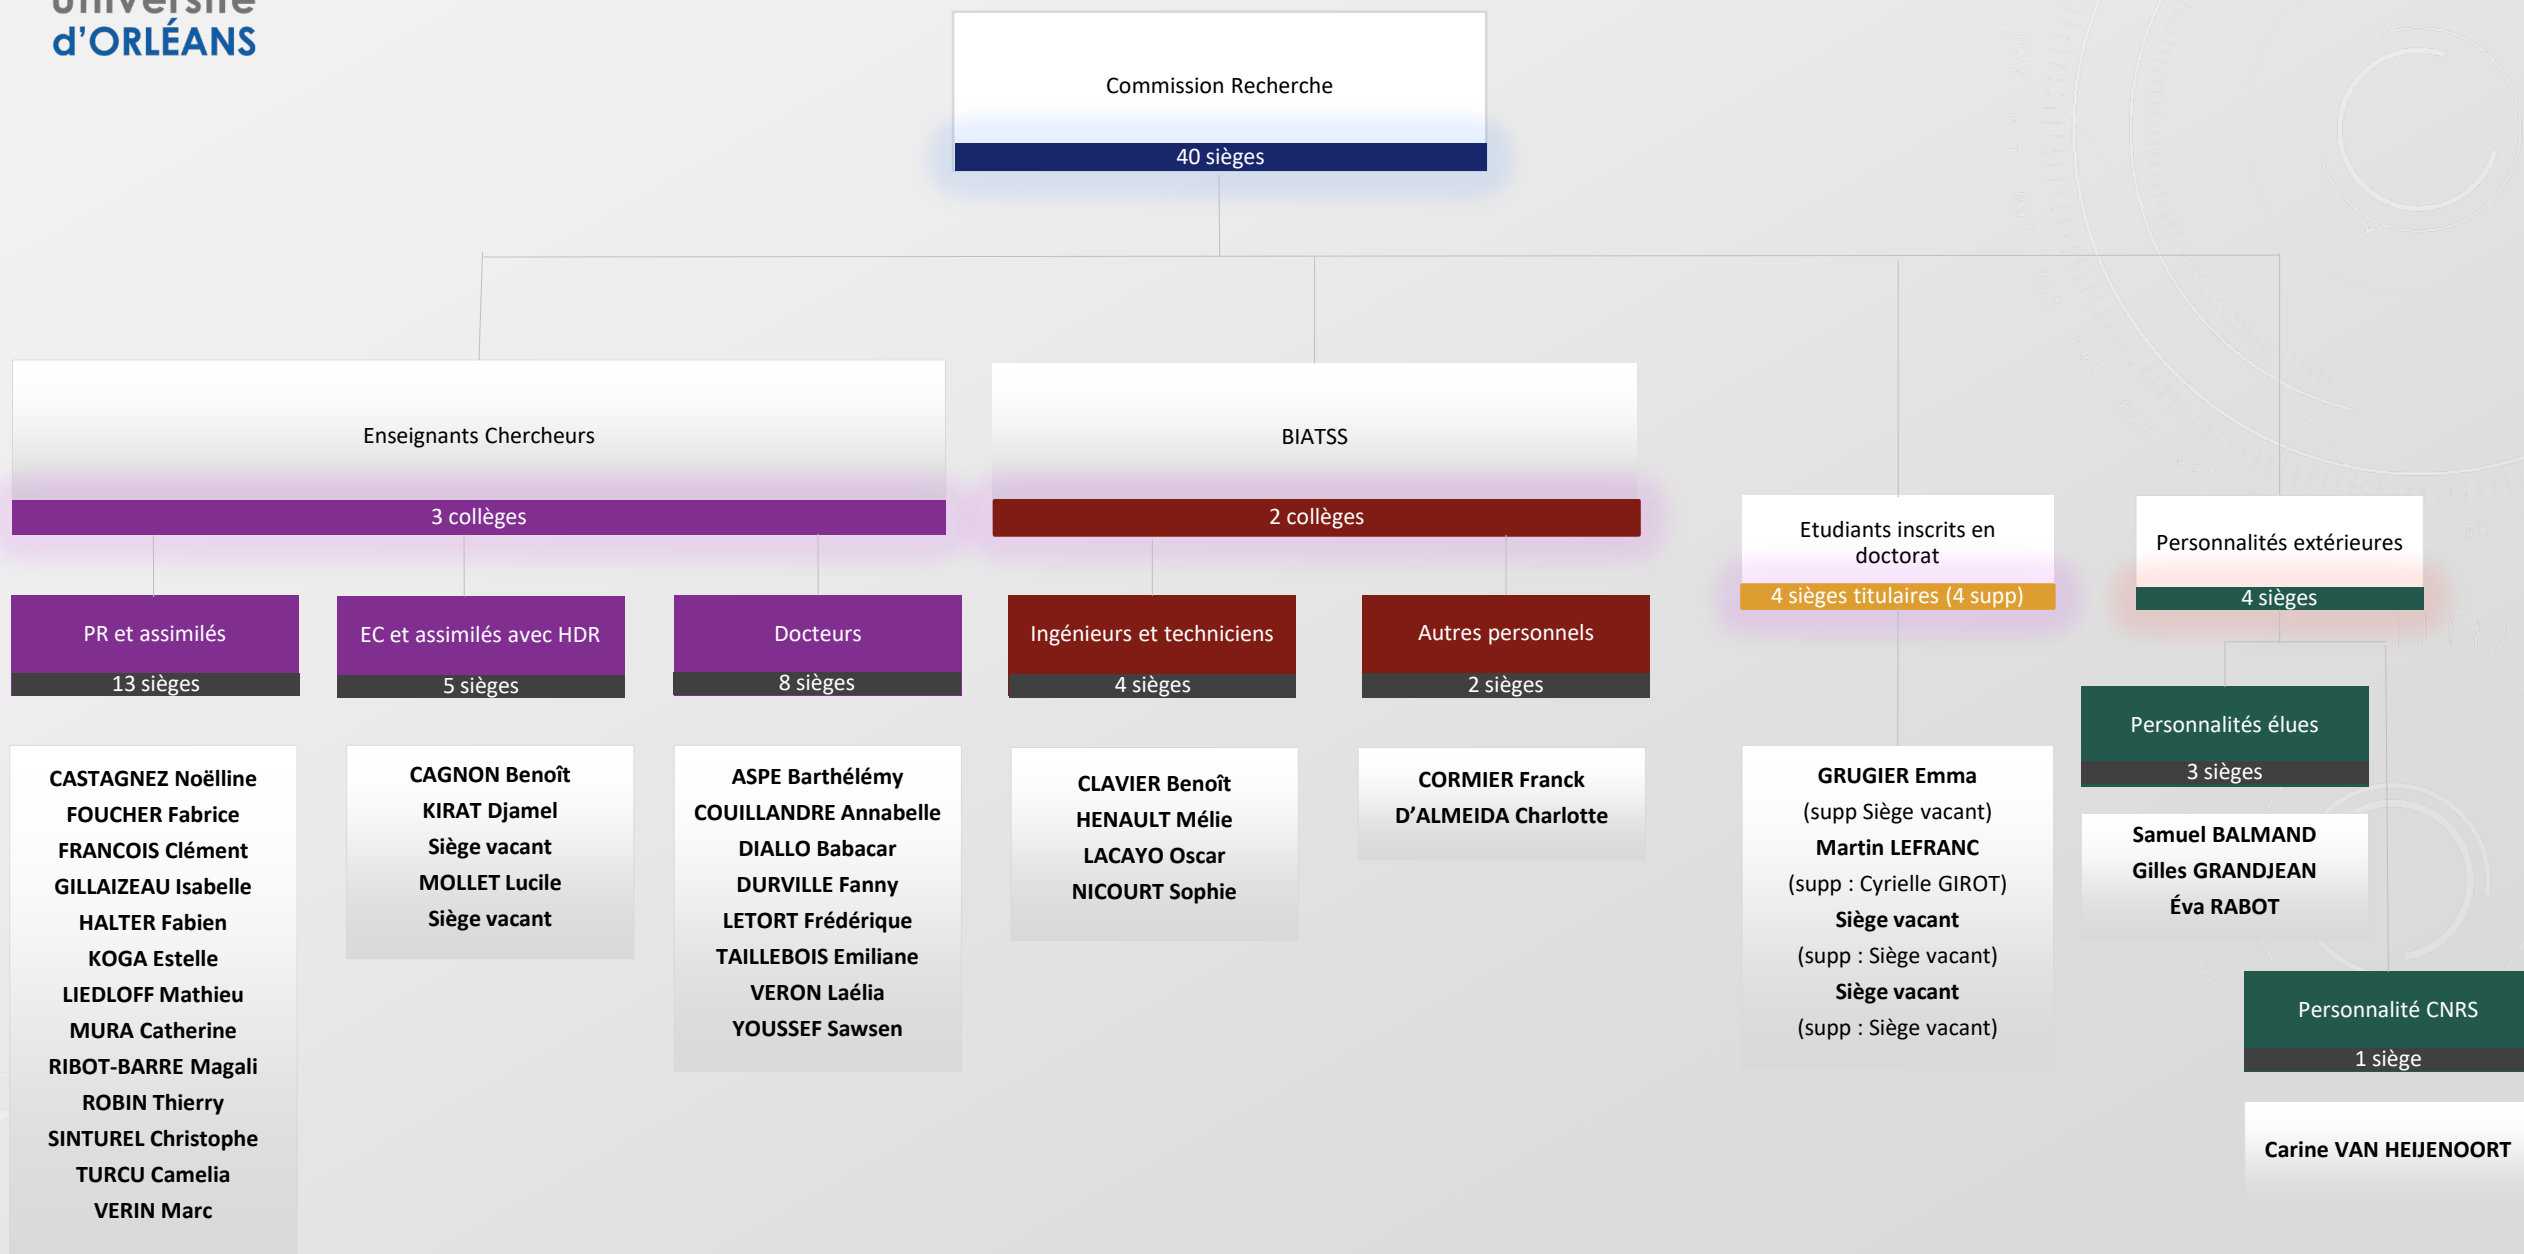 Université
d'ORLÉANS
Commission Recherche
40 sièges
Enseignants Chercheurs
3 collèges
BIATSS
2 collèges
Etudiants inscrits en
doctorat
4 sièges titulaires (4 supp)
Personnalités extérieures
4 sièges
PR et assimilés
13 sièges
EC et assimilés avec HDR
5 sièges
Docteurs
8 sièges
Ingénieurs et techniciens
4 sièges
Autres personnels
2 sièges
CASTAGNEZ Noëlline
FOUCHER Fabrice
FRANCOIS Clément
GILLAIZEAU Isabelle
HALTER Fabien
KOGA Estelle
LIEDLOFF Mathieu
MURA Catherine
RIBOT-BARRE Magali
ROBIN Thierry
SINTUREL Christophe
TURCU Camelia
VERIN Marc
CAGNON Benoît
KIRAT Djamel
Siège vacant
MOLLET Lucile
Siège vacant
ASPE Barthélémy
COUILLANDRE Annabelle
DIALLO Babacar
DURVILLE Fanny
LETORT Frédérique
TAILLEBOIS Emiliane
VERON Laélia
YOUSSEF Sawsen
CLAVIER Benoît
HENAULT Mélie
LACAYO Oscar
NICOURT Sophie
CORMIER Franck
D'ALMEIDA Charlotte
GRUGIER Emma
(supp Siège vacant)
Martin LEFRANC
(supp : Cyrielle GIROT)
Siège vacant
(supp : Siège vacant)
Siège vacant
(supp : Siège vacant)
Personnalités élues
3 sièges
Samuel BALMAND
Gilles GRANDJEAN
Éva RABOT
Personnalité CNRS
1 siège
Carine VAN HEIJENOORT